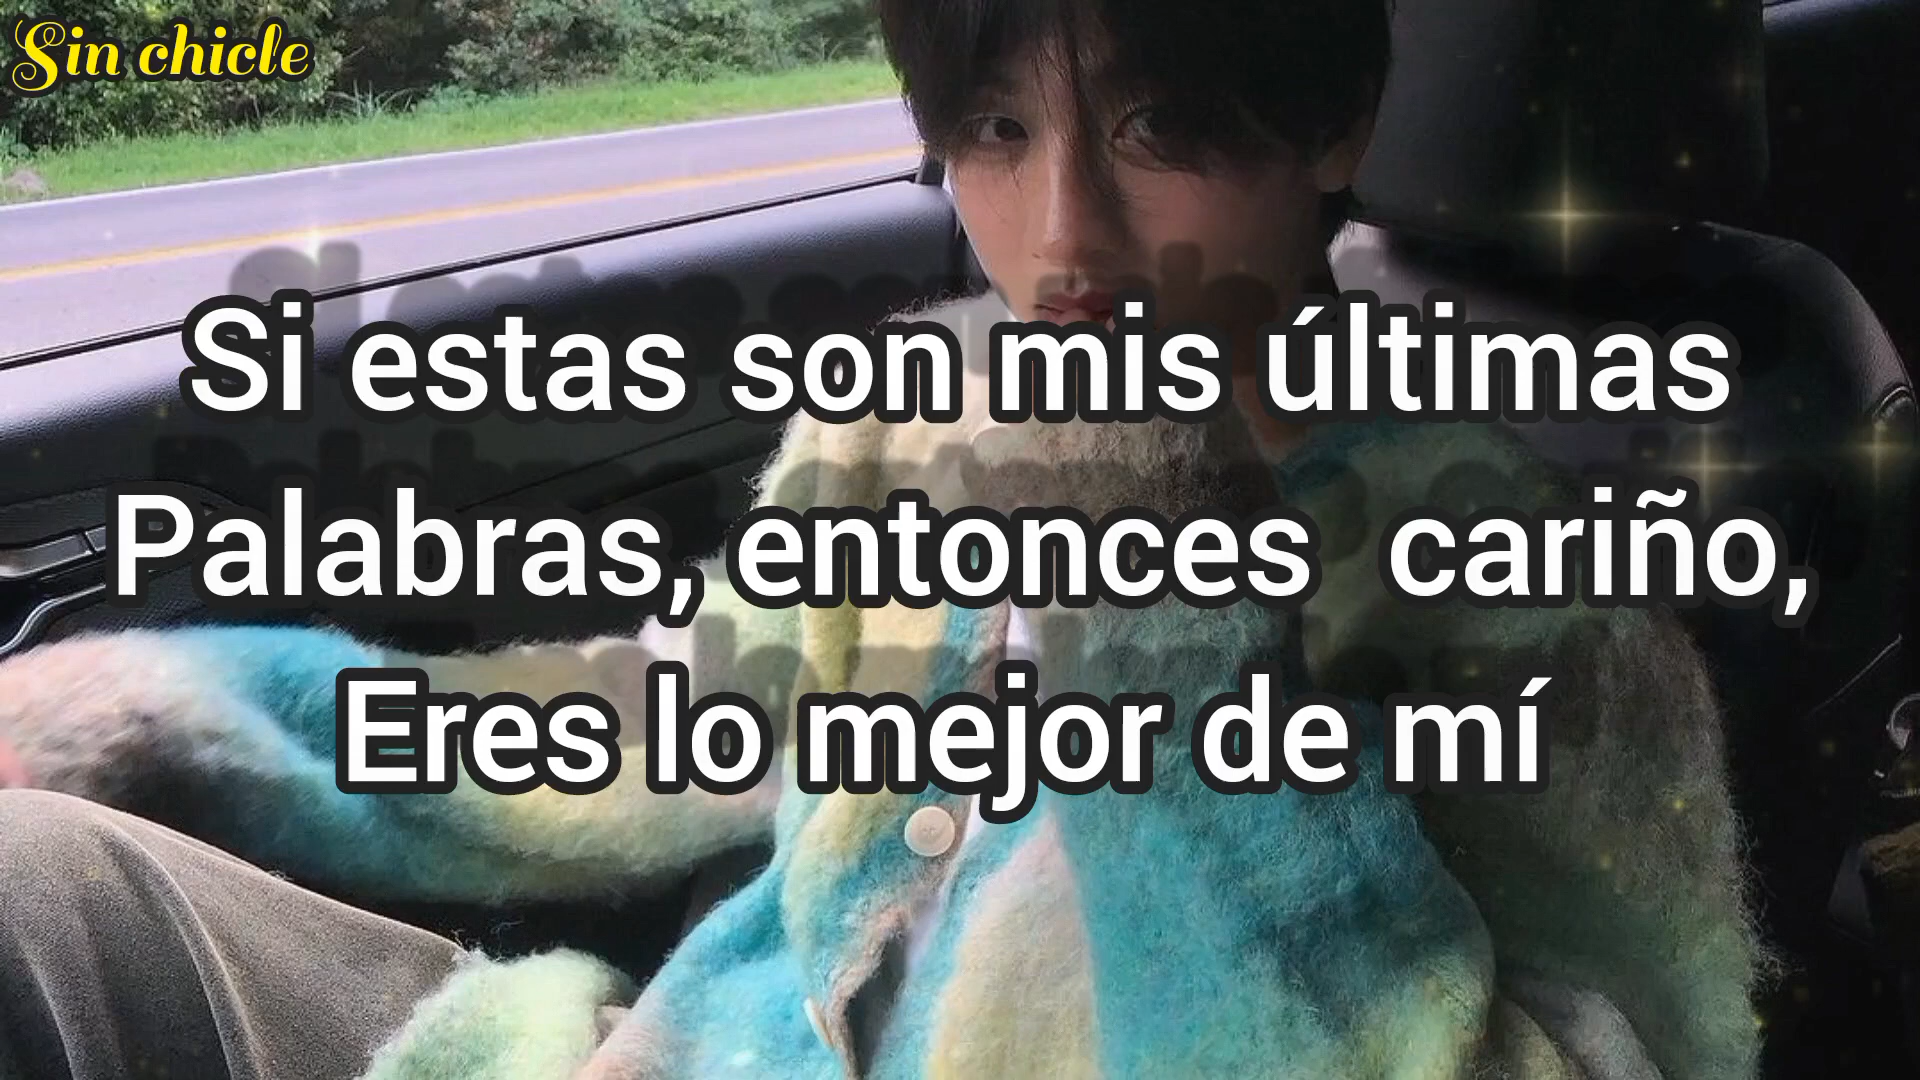 Sin chicle
Si estas son mis últimas
Palabras, entonces  cariño,
Eres lo mejor de mí